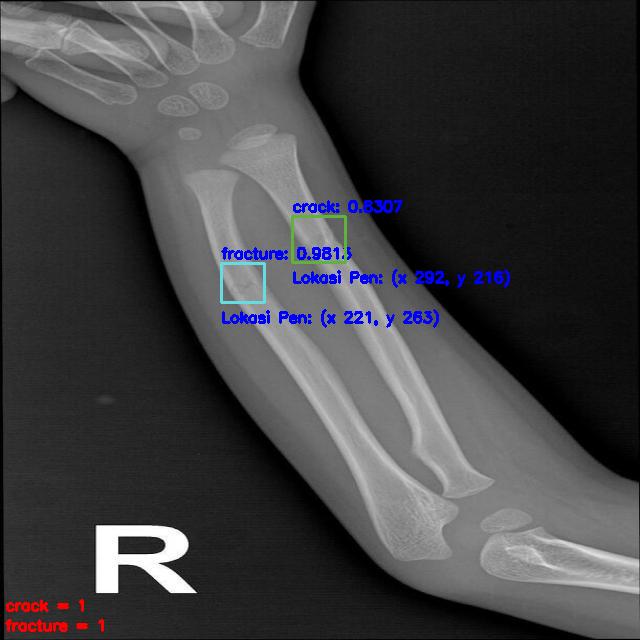 crack: 0.8307
fracture: 0.981
Lokasi Pen: (x 292, y 216)
Lokasi Pen: (x 221, y 263)
R
crack = 1
fracture = 1